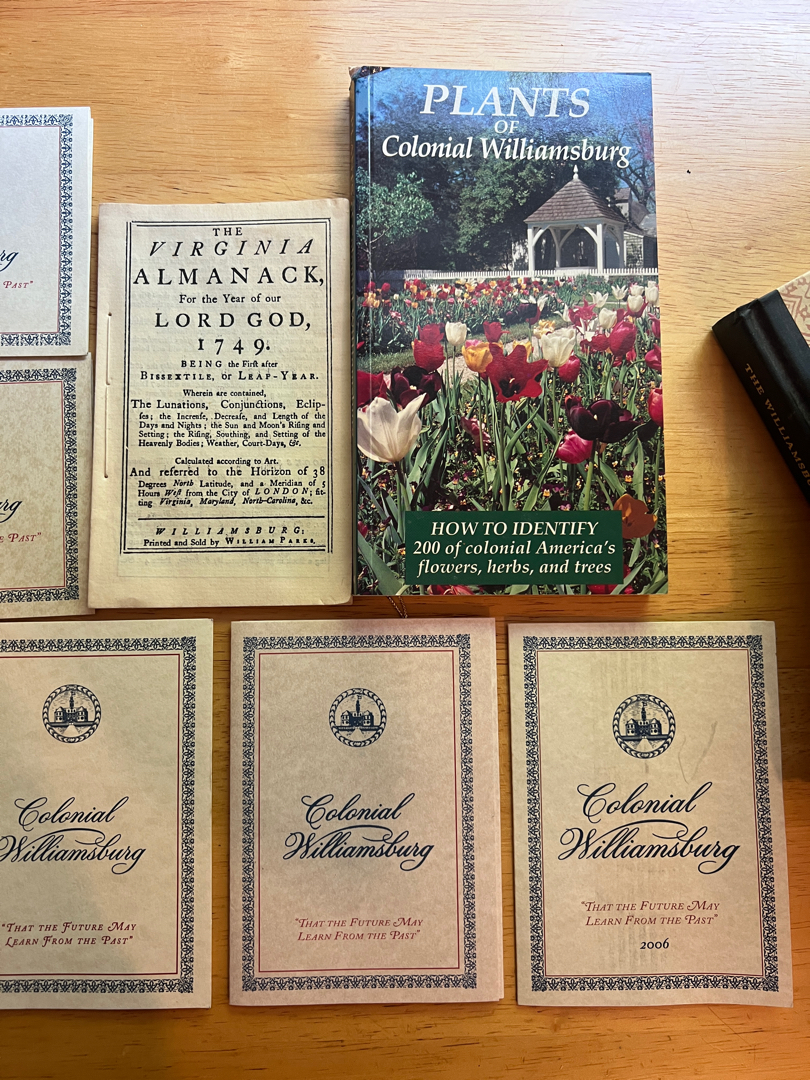 rg
PAST"
rg
E PAST"
THE
VIRGINIA
ALMANACK,
For the Year of our
LORD GOD,
1749.
BEING the First after
BISSEXTILE, or LEAP-YEAR.
Wherein are contained,
The Lunations, Conjunctions, Eclip-
ses; the Increase, Decrease, and Length of the
Days and Nights; the Sun and Moon's Rising and
Setting; the Rising, Southing, and Setting of the
Heavenly Bodies; Weather, Court-Days, &c.
Calculated according to Art.
And referred to the Horizon of 38
Degrees North Latitude, and a Meridian of 5
Hours West from the City of LONDON; fit-
ting Virginia, Maryland, North-Carolina, &c.
WILLIAMSBURG:
Printed and Sold by WILLIAM PARKS.
PLANTS
OF
Colonial Williamsburg
HOW TO IDENTIFY
200 of colonial America's
flowers, herbs, and trees
THE WILLIAM
Colonial
Williamsburg
"THAT THE FUTURE MAY
LEARN FROM THE PAST"
Colonial
Williamsburg
"THAT THE FUTURE MAY
LEARN FROM THE PAST"
Colonial
Williamsburg
"THAT THE FUTURE MAY
LEARN FROM THE PAST"
2006